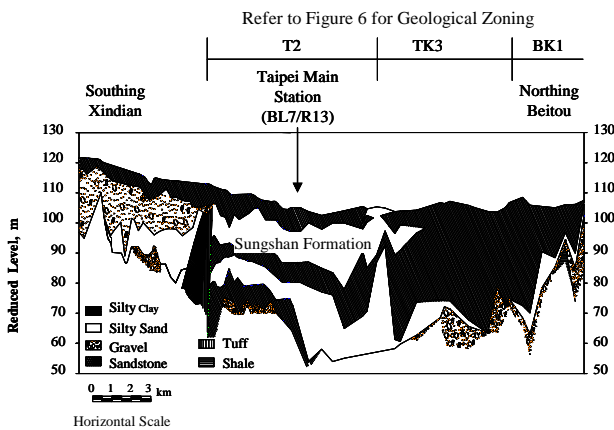 Refer to Figure 6 for Geological Zoning
T2 TK3 BK1
Southing
Xindian
Taipei Main
Station
(BL7/R13)
Northing
Beitou
130 130
120 120
110 110
100 100
90 90
80 80
70 70
60 60
50 50
Reduced Level, m
Sungshan Formation
Silty Clay
Silty Sand
Gravel
Sandstone
Tuff
Shale
0 1 2 3 km
Horizontal Scale